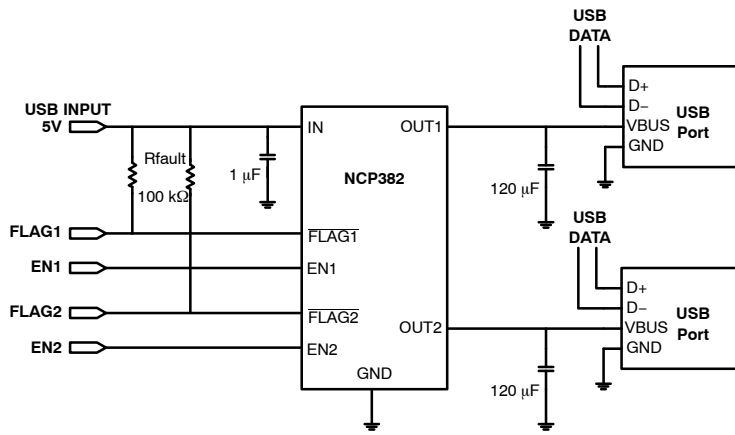 USB
DATA
D+
D−
VBUS
GND
USB
Port
USB INPUT
5V
Rfault
100 kΩ
1 μF
IN
OUT1
NCP382
120 μF
FLAG1
FLAG1
EN1
EN1
FLAG2
FLAG2
EN2
EN2
OUT2
GND
120 μF
USB
DATA
D+
D−
VBUS
GND
USB
Port